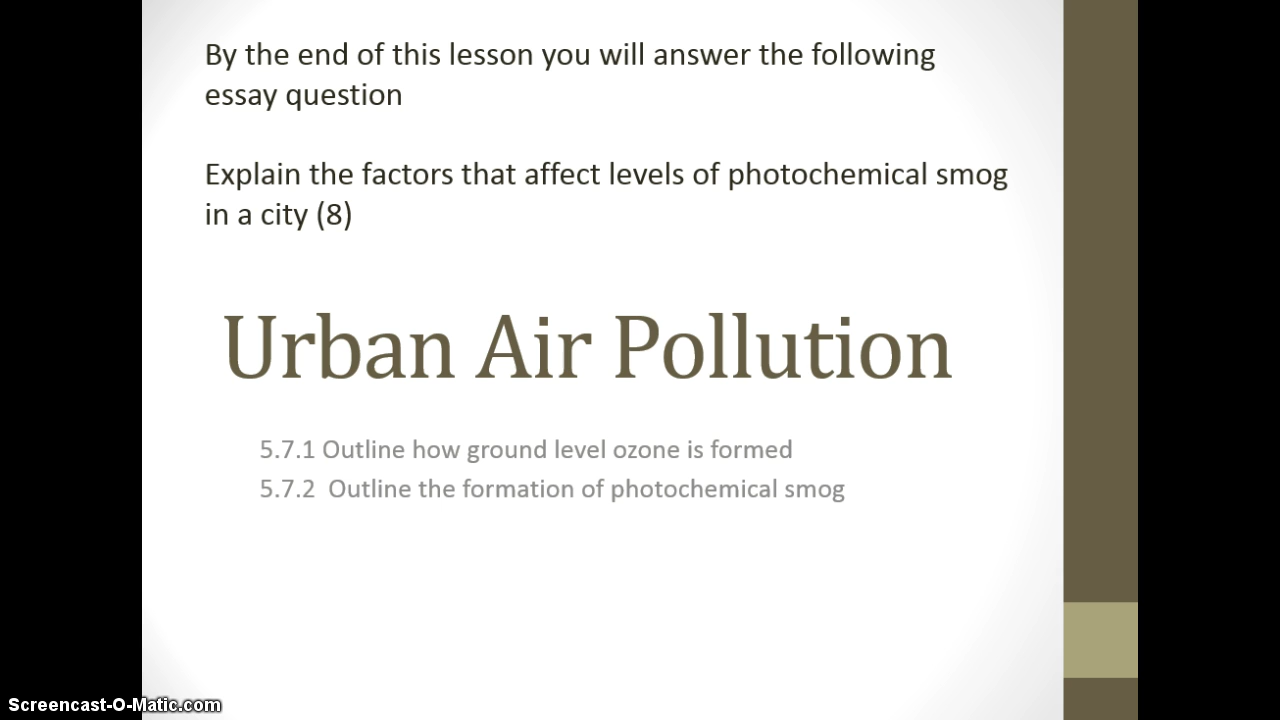 By the end of this lesson you will answer the following
essay question
Explain the factors that affect levels of photochemical smog
in a city (8)
Urban Air Pollution
5.7.1 Outline how ground level ozone is formed
5.7.2 Outline the formation of photochemical smog
Screencast-O-Matic.com